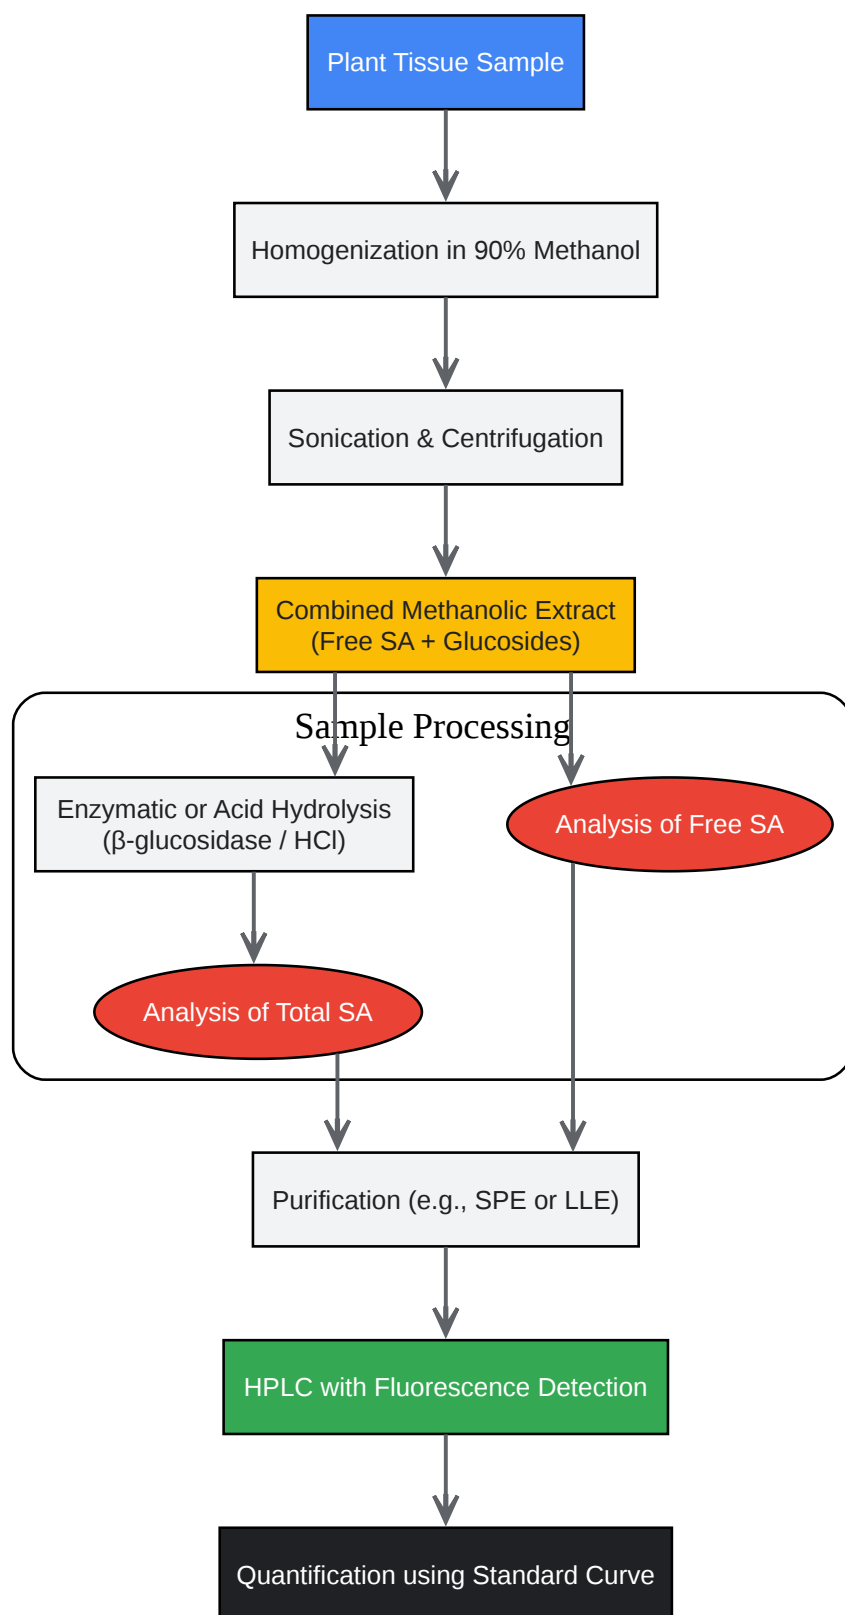 Plant Tissue Sample
Homogenization in 90% Methanol
Sonication & Centrifugation
Combined Methanolic Extract
(Free SA + Glucosides)
Sample Processing
Enzymatic or Acid Hydrolysis
(β-glucosidase / HCl)
Analysis of Free SA
Analysis of Total SA
Purification (e.g., SPE or LLE)
HPLC with Fluorescence Detection
Quantification using Standard Curve